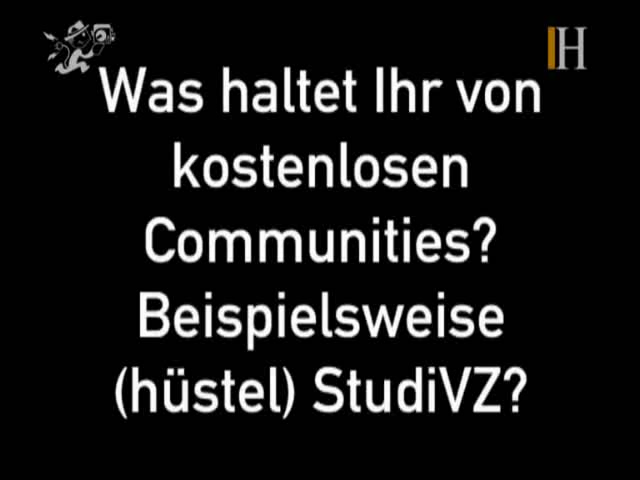 H
Was haltet Ihr von
kostenlosen
Communities?
Beispielsweise
(hüstel) StudiVZ?